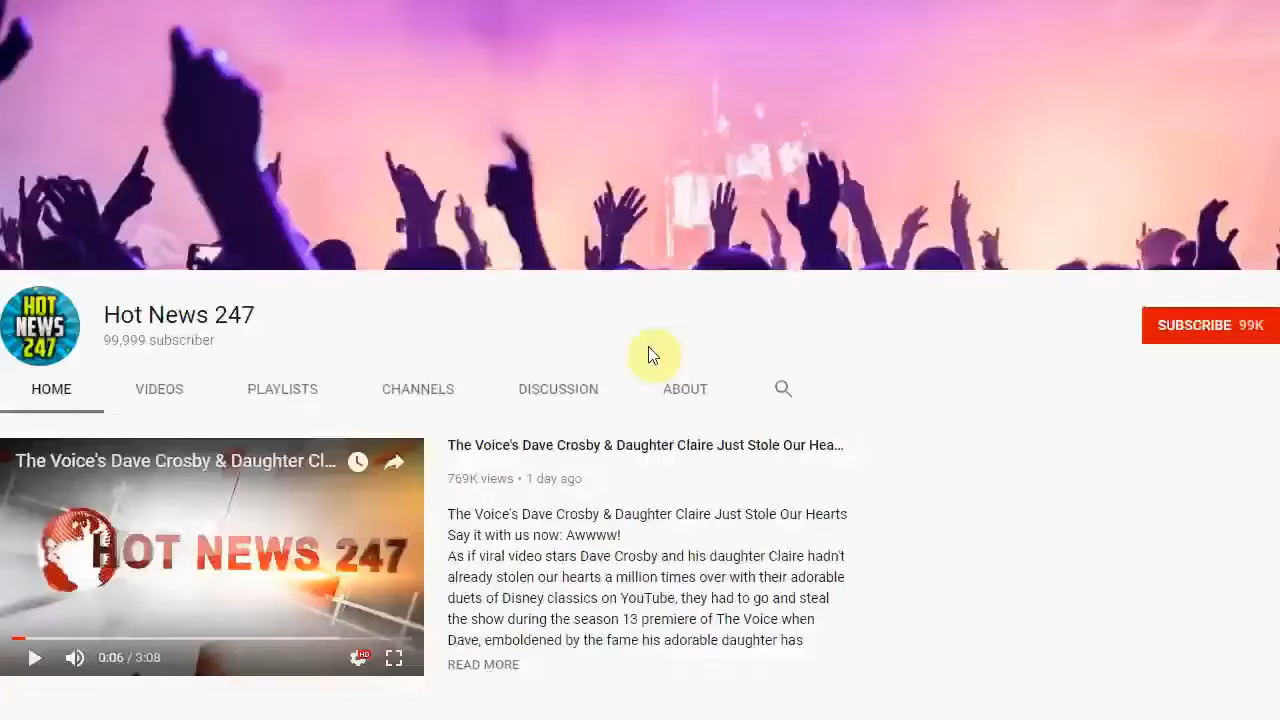 HOT
NEWS
247
Hot News 247
99,999 subscriber
SUBSCRIBE 99K
HOME VIDEOS PLAYLISTS CHANNELS DISCUSSION ABOUT
The Voice's Dave Crosby & Daughter Cl...
HOT NEWS 247
0:06 / 3:08
HD
The Voice's Dave Crosby & Daughter Claire Just Stole Our Hea...
769K views • 1 day ago
The Voice's Dave Crosby & Daughter Claire Just Stole Our Hearts
Say it with us now: Awwww!
As if viral video stars Dave Crosby and his daughter Claire hadn't
already stolen our hearts a million times over with their adorable
duets of Disney classics on YouTube, they had to go and steal
the show during the season 13 premiere of The Voice when
Dave, emboldened by the fame his adorable daughter has
READ MORE